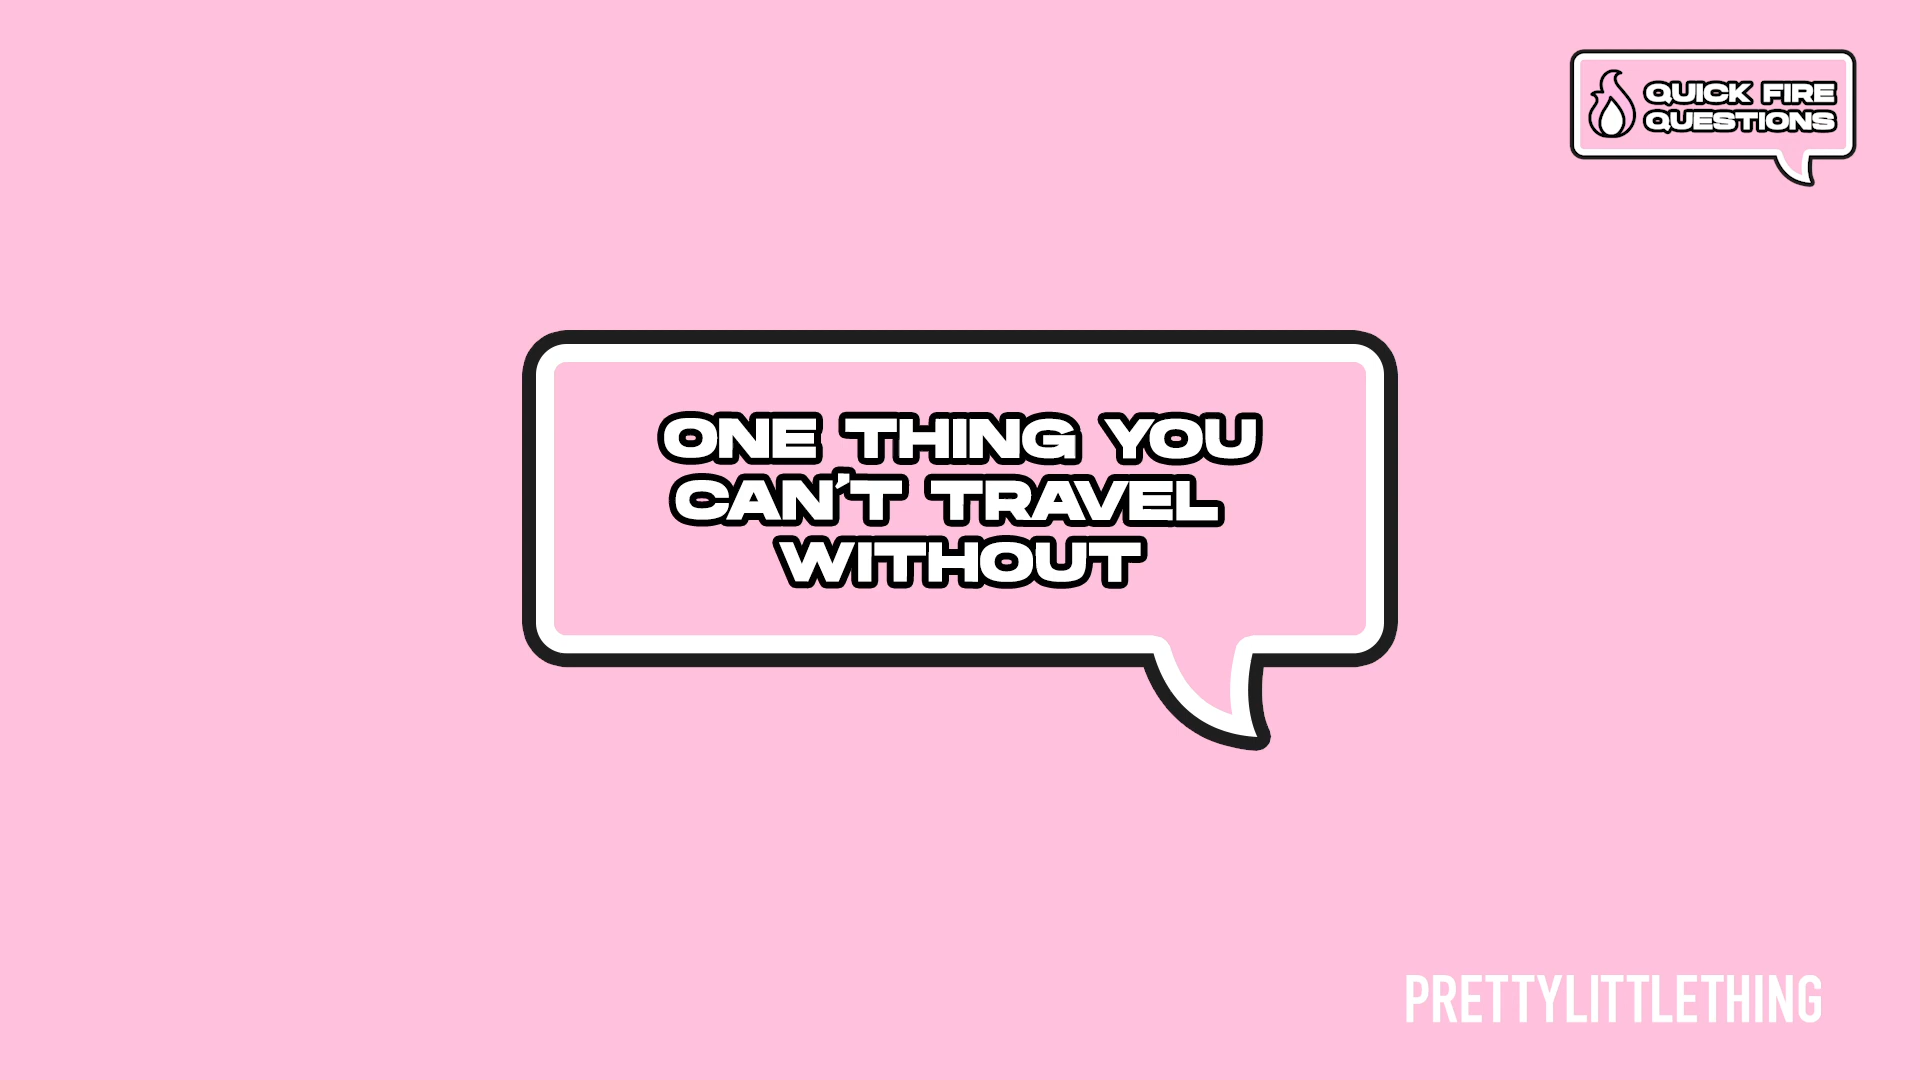 QUICK FIRE
QUESTIONS
ONE THING YOU
CAN'T TRAVEL
WITHOUT
PRETTYLITTLETHING